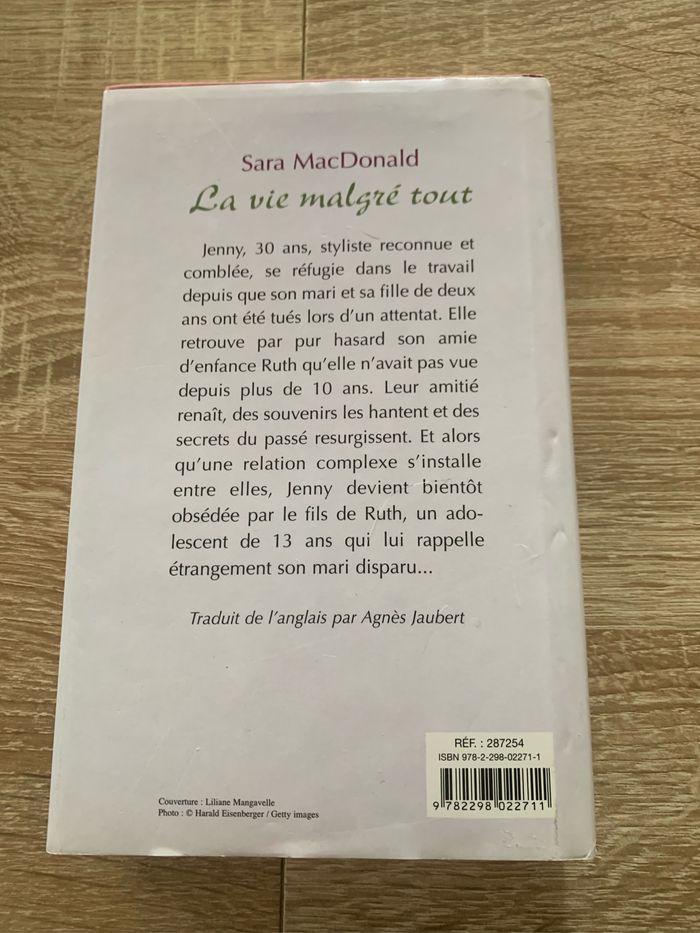 Sara MacDonald
La vie malgré tout
Jenny, 30 ans, styliste reconnue et
comblée, se réfugie dans le travail
depuis que son mari et sa fille de deux
ans ont été tués lors d'un attentat. Elle
retrouve par pur hasard son amie
d'enfance Ruth qu'elle n'avait pas vue
depuis plus de 10 ans. Leur amitié
renaît, des souvenirs les hantent et des
secrets du passé resurgissent. Et alors
qu'une relation complexe s'installe
entre elles, Jenny devient bientôt
obsédée par le fils de Ruth, un ado-
lescent de 13 ans qui lui rappelle
étrangement son mari disparu...
Traduit de l'anglais par Agnès Jaubert
RÉF. : 287254
ISBN 978-2-298-02271-1
9 782298 022711
Couverture : Liliane Mangavelle
Photo : © Harald Eisenberger / Getty images